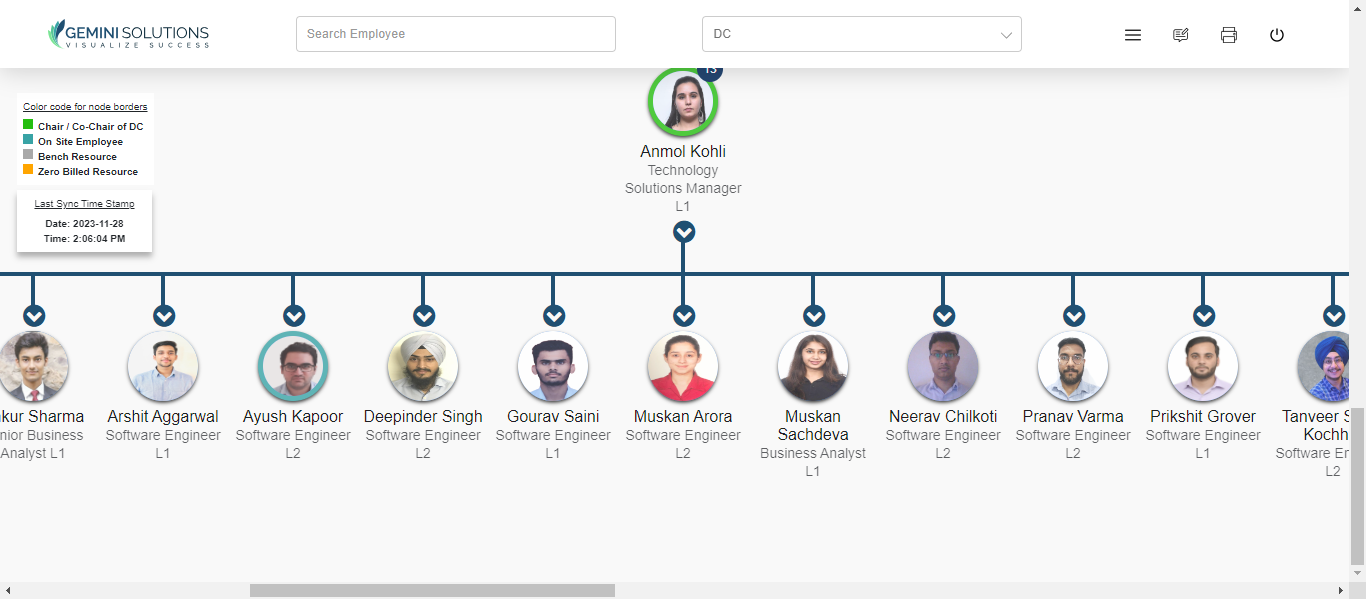 GEMINI SOLUTIONS
VISUALIZE SUCCESS
Search Employee
DC
13
Color code for node borders
Chair / Co-Chair of DC
On Site Employee
Bench Resource
Zero Billed Resource
Last Sync Time Stamp
Date: 2023-11-28
Time: 2:06:04 PM
Anmol Kohli
Technology
Solutions Manager
L1
kur Sharma
nior Business
Analyst L1
Arshit Aggarwal
Software Engineer
L1
Ayush Kapoor
Software Engineer
L2
Deepinder Singh
Software Engineer
L2
Gourav Saini
Software Engineer
L1
Muskan Arora
Software Engineer
L2
Muskan
Sachdeva
Business Analyst
L1
Neerav Chilkoti
Software Engineer
L2
Pranav Varma
Software Engineer
L2
Prikshit Grover
Software Engineer
L1
Tanveer S
Kochh
Software En
L2